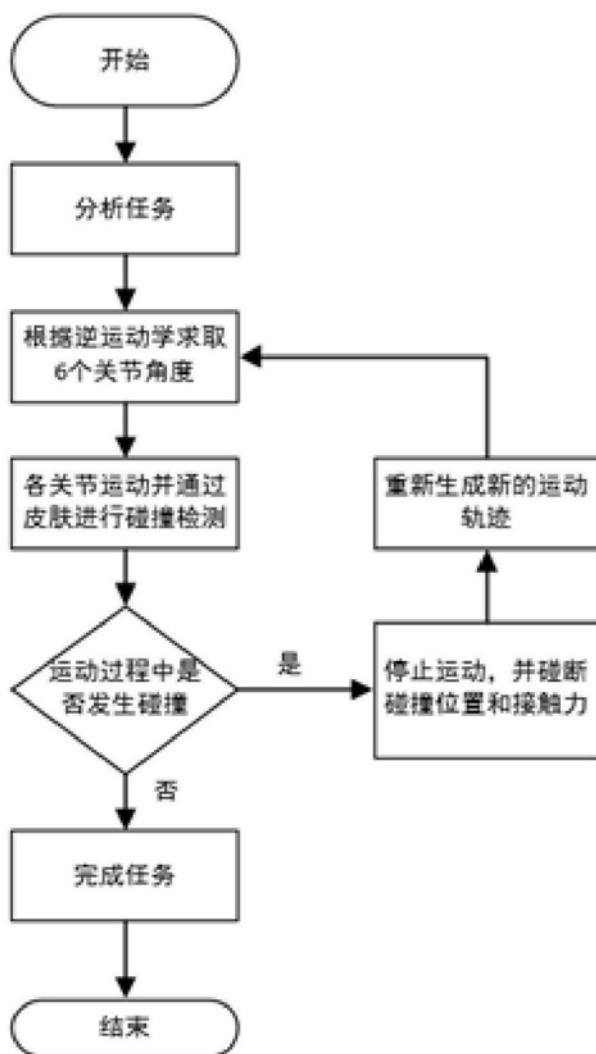 开始
分析任务
根据逆运动学求取
6个关节角度
各关节运动并通过
皮肤进行碰撞检测
运动过程中是
否发生碰撞
是
停止运动，并碰断
碰撞位置和接触力
重新生成新的运动
轨迹
否
完成任务
结束